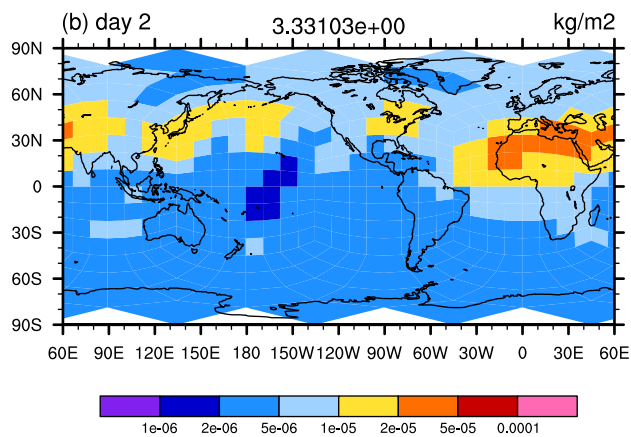 (b) day 2 3.33103e+00 kg/m2
90N
60N
30N
0
30S
60S
90S
60E 90E 120E 150E 180 150W 120W 90W 60W 30W 0 30E 60E
1e-06 2e-06 5e-06 1e-05 2e-05 5e-05 0.0001